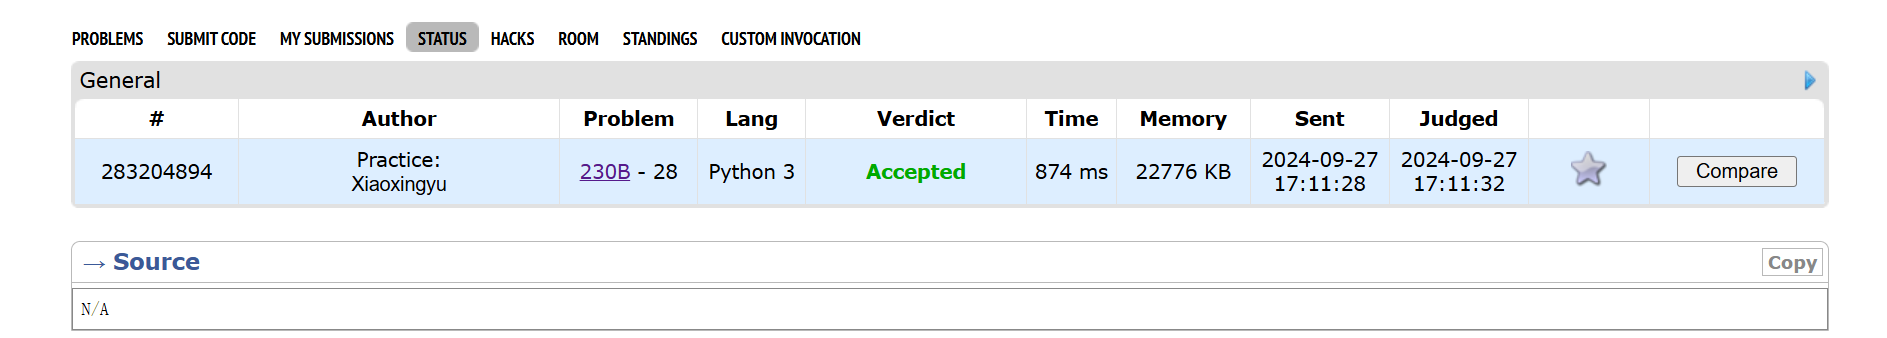 PROBLEMS SUBMIT CODE MY SUBMISSIONS STATUS HACKS ROOM STANDINGS CUSTOM INVOCATION
General
# Author Problem Lang Verdict Time Memory Sent Judged
283204894 Practice: Xiaoxingyu 230B - 28 Python 3 Accepted 874 ms 22776 KB 2024-09-27 17:11:28 2024-09-27 17:11:32 Compare
→ Source Copy
N/A